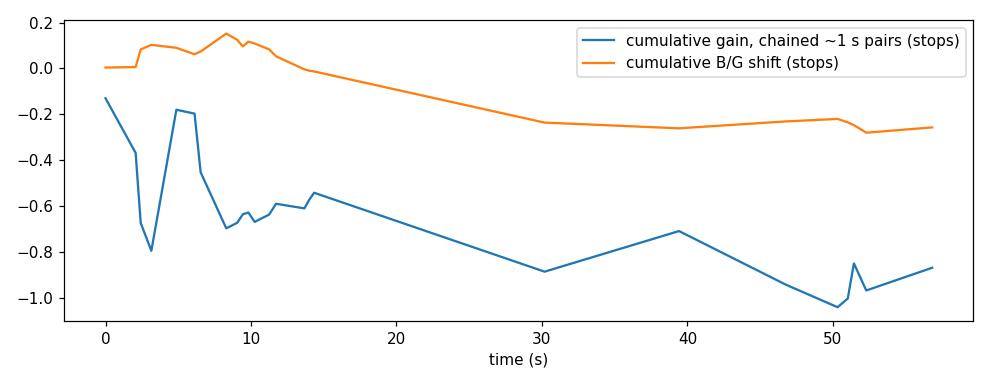 cumulative gain, chained ~1 s pairs (stops)
cumulative B/G shift (stops)
0.2
0.0
−0.2
−0.4
−0.6
−0.8
−1.0
0 10 20 30 40 50
time (s)